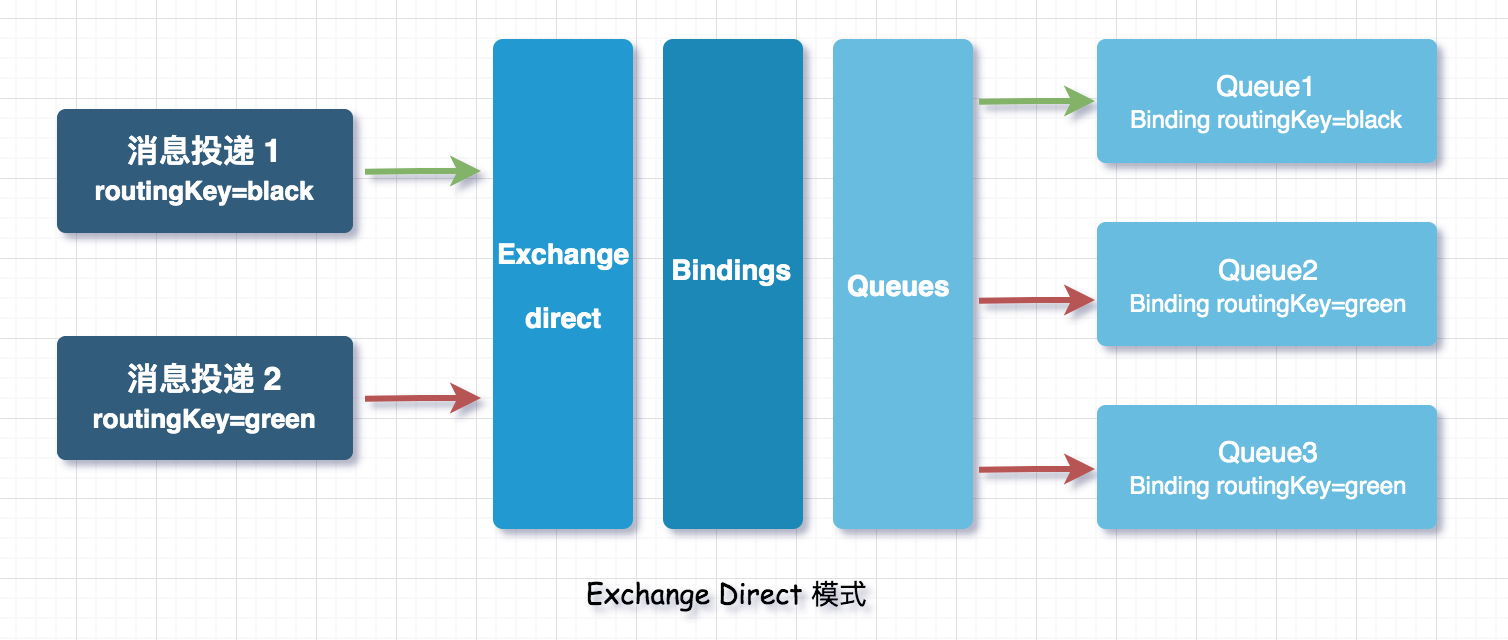 消息投递 1
routingKey=black
消息投递 2
routingKey=green
Exchange
direct
Bindings
Queues
Queue1
Binding routingKey=black
Queue2
Binding routingKey=green
Queue3
Binding routingKey=green
Exchange Direct 模式